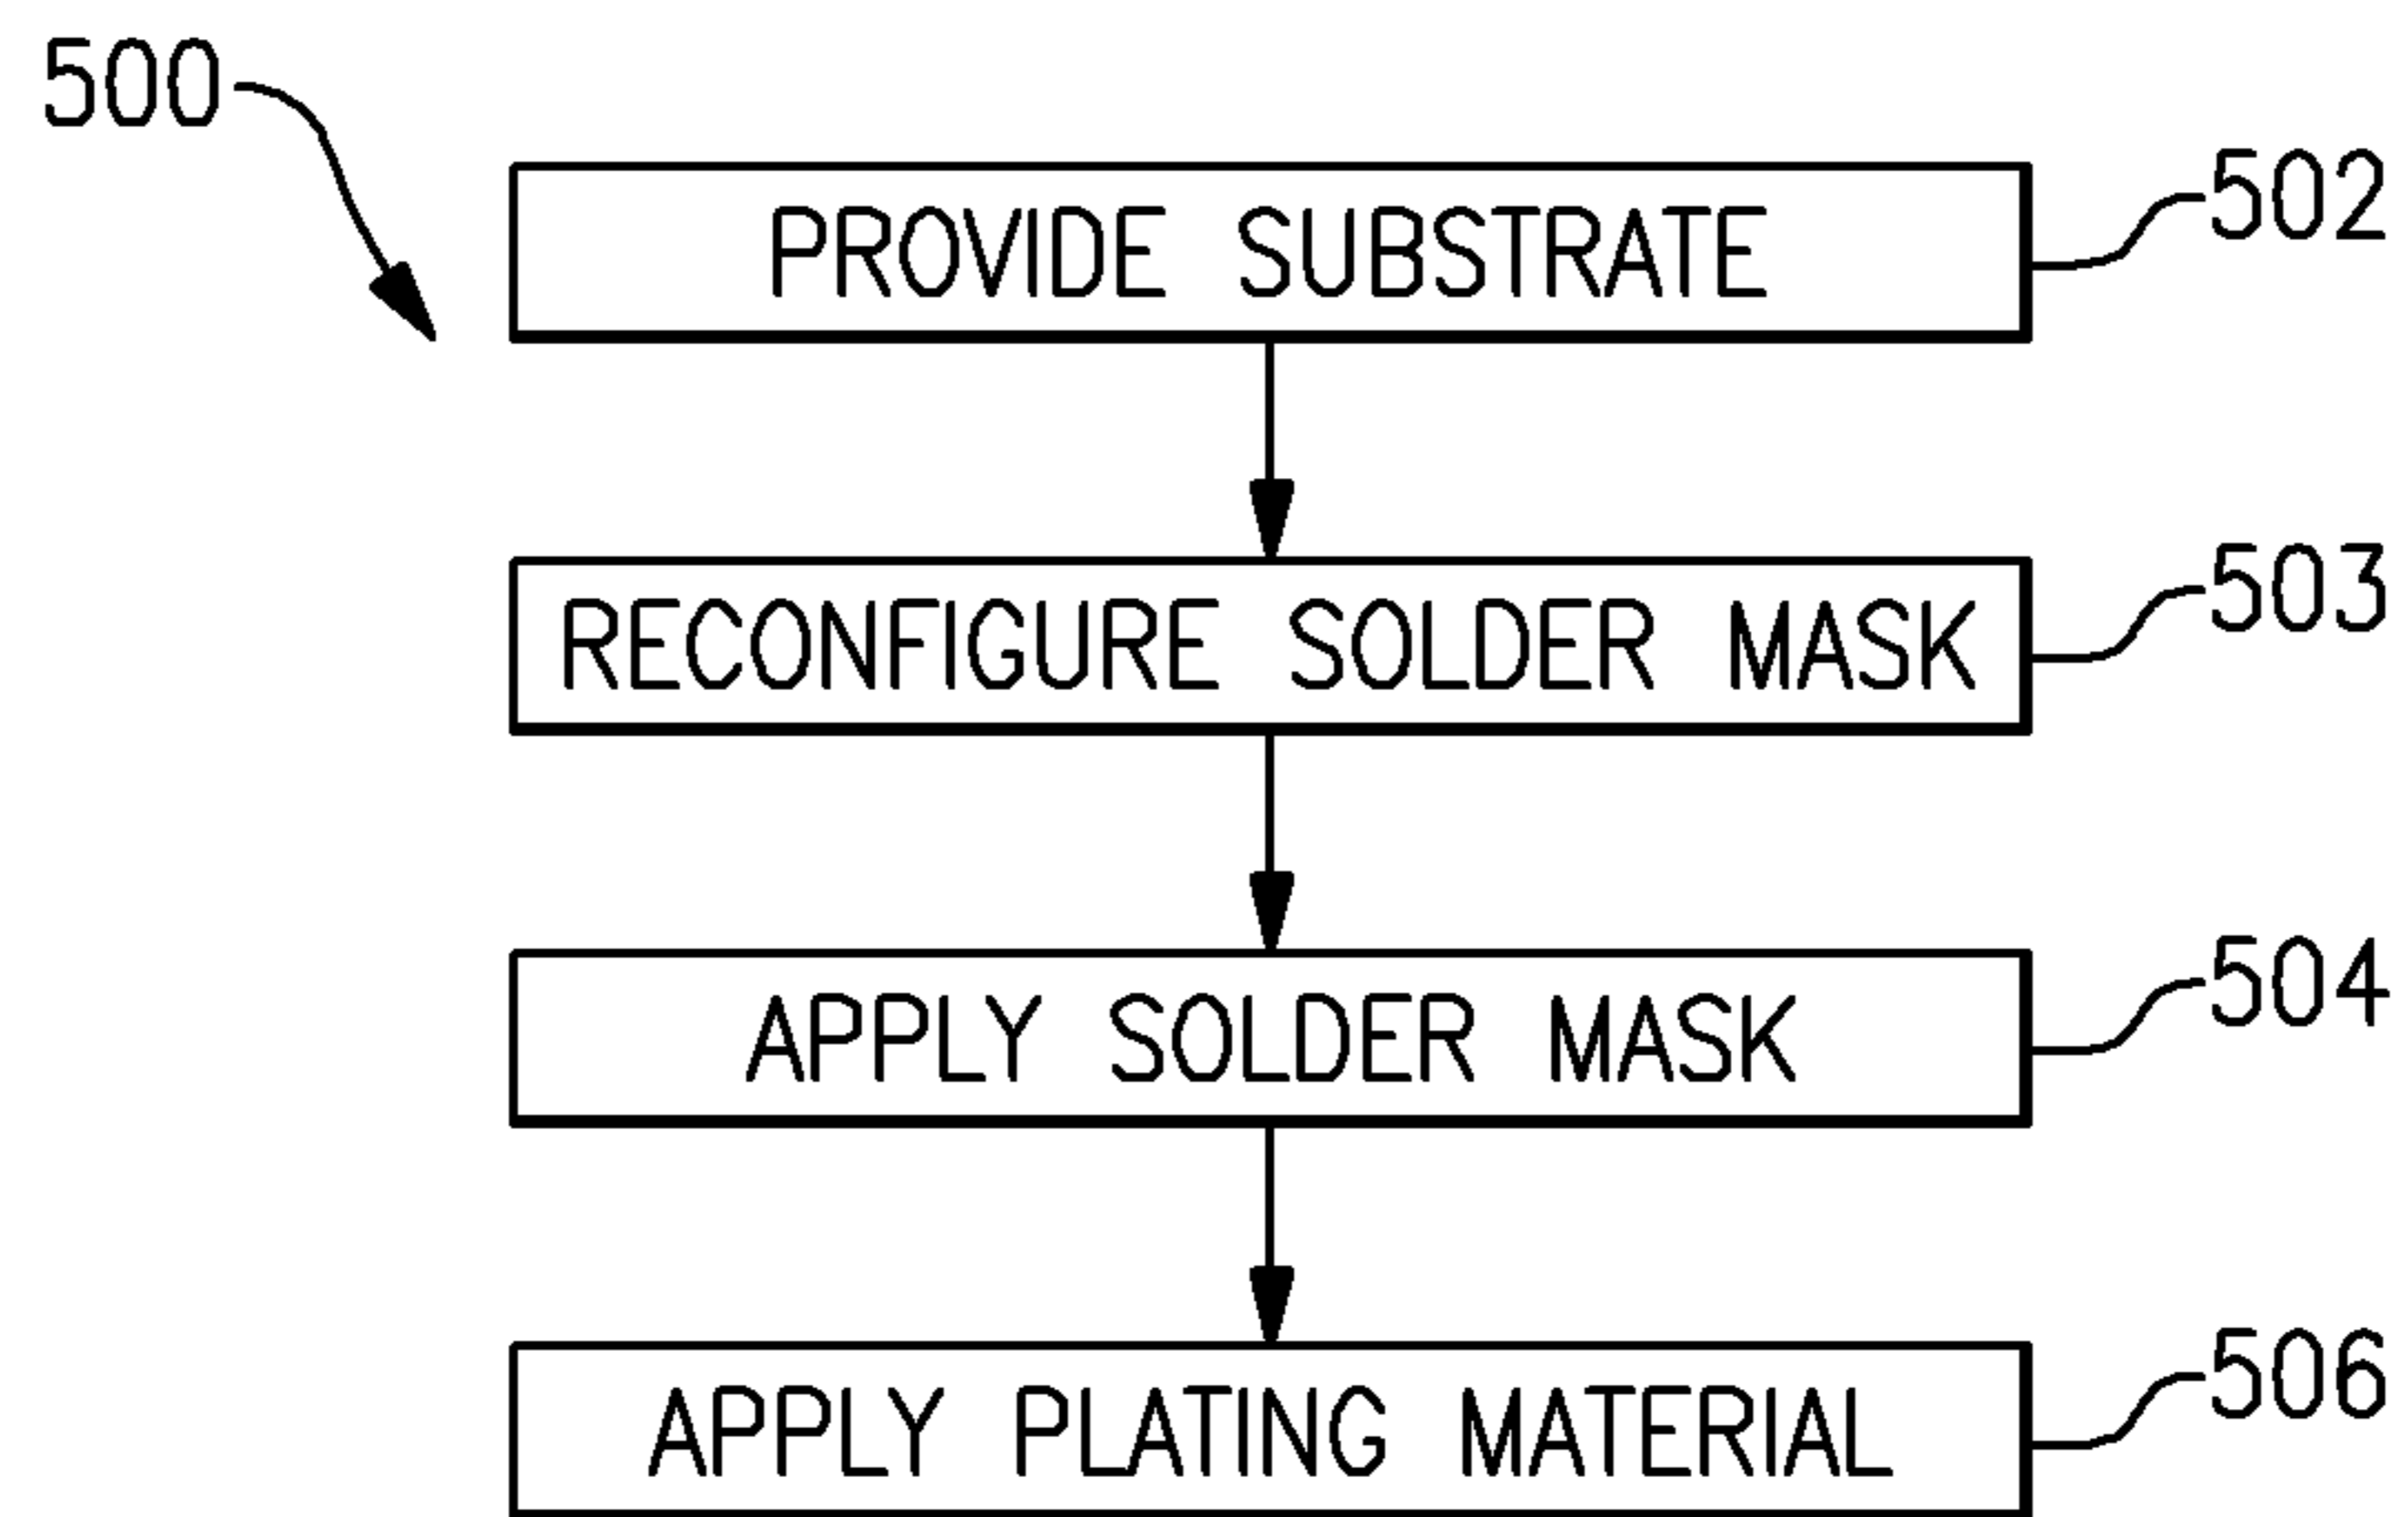 500
PROVIDE SUBSTRATE
502
RECONFIGURE SOLDER MASK
503
APPLY SOLDER MASK
504
APPLY PLATING MATERIAL
506